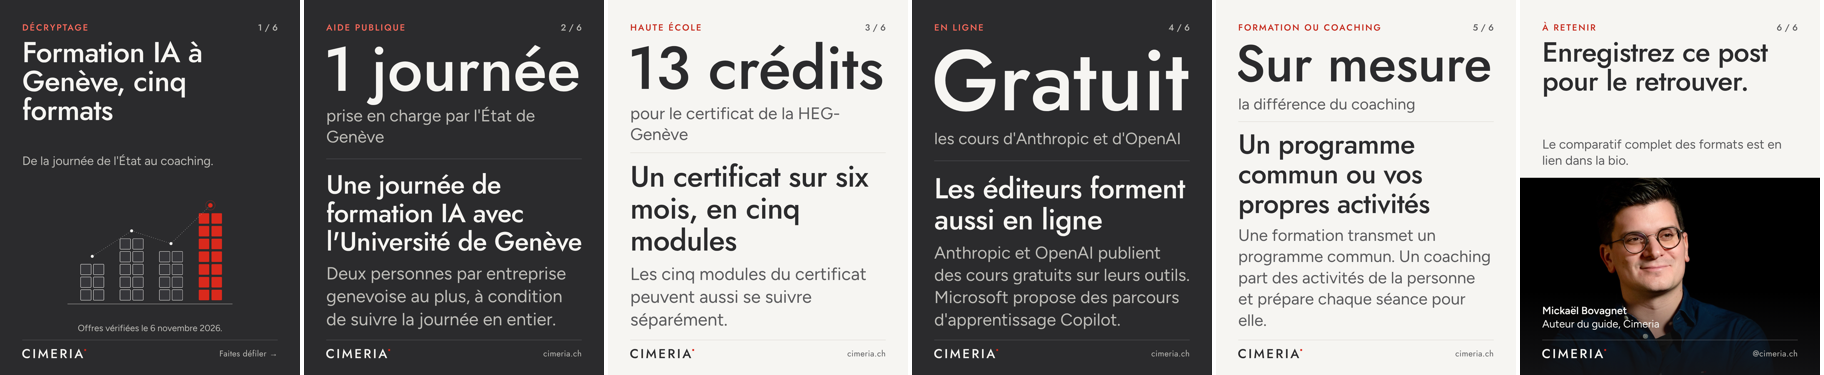 DÉCRYPTAGE
1 / 6
Formation IA à
Genève, cinq
formats
De la journée de l'État au coaching.
Offres vérifiées le 6 novembre 2026.
CIMERIA
Faites défiler →
AIDE PUBLIQUE
2 / 6
1 journée
prise en charge par l'État de
Genève
Une journée de
formation IA avec
l'Université de Genève
Deux personnes par entreprise
genevoise au plus, à condition
de suivre la journée en entier.
CIMERIA
cimeria.ch
HAUTE ÉCOLE
3 / 6
13 crédits
pour le certificat de la HEG-
Genève
Un certificat sur six
mois, en cinq
modules
Les cinq modules du certificat
peuvent aussi se suivre
séparément.
CIMERIA
cimeria.ch
EN LIGNE
4 / 6
Gratuit
les cours d'Anthropic et d'OpenAI
Les éditeurs forment
aussi en ligne
Anthropic et OpenAI publient
des cours gratuits sur leurs outils.
Microsoft propose des parcours
d'apprentissage Copilot.
CIMERIA
cimeria.ch
FORMATION OU COACHING
5 / 6
Sur mesure
la différence du coaching
Un programme
commun ou vos
propres activités
Une formation transmet un
programme commun. Un coaching
part des activités de la personne
et prépare chaque séance pour
elle.
CIMERIA
cimeria.ch
À RETENIR
6 / 6
Enregistrez ce post
pour le retrouver.
Le comparatif complet des formats est en
lien dans la bio.
Mickaël Bovagnet
Auteur du guide, Cimeria
CIMERIA
@cimeria.ch